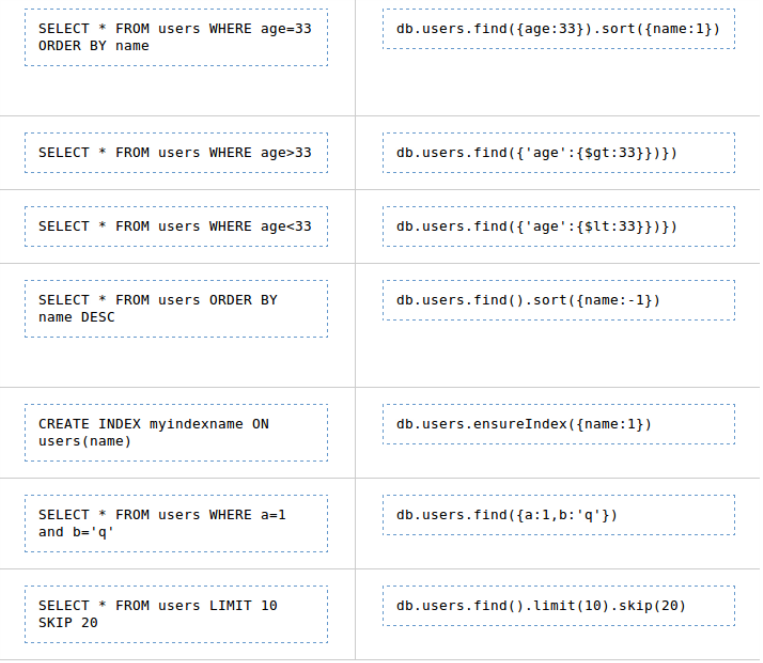 SELECT * FROM users WHERE age=33
ORDER BY name
db.users.find({age:33}).sort({name:1})
SELECT * FROM users WHERE age>33
db.users.find({'age':{$gt:33}})})
SELECT * FROM users WHERE age<33
db.users.find({'age':{$lt:33}})})
SELECT * FROM users ORDER BY
name DESC
db.users.find().sort({name:-1})
CREATE INDEX myindexname ON
users(name)
db.users.ensureIndex({name:1})
SELECT * FROM users WHERE a=1
and b='q'
db.users.find({a:1,b:'q'})
SELECT * FROM users LIMIT 10
SKIP 20
db.users.find().limit(10).skip(20)